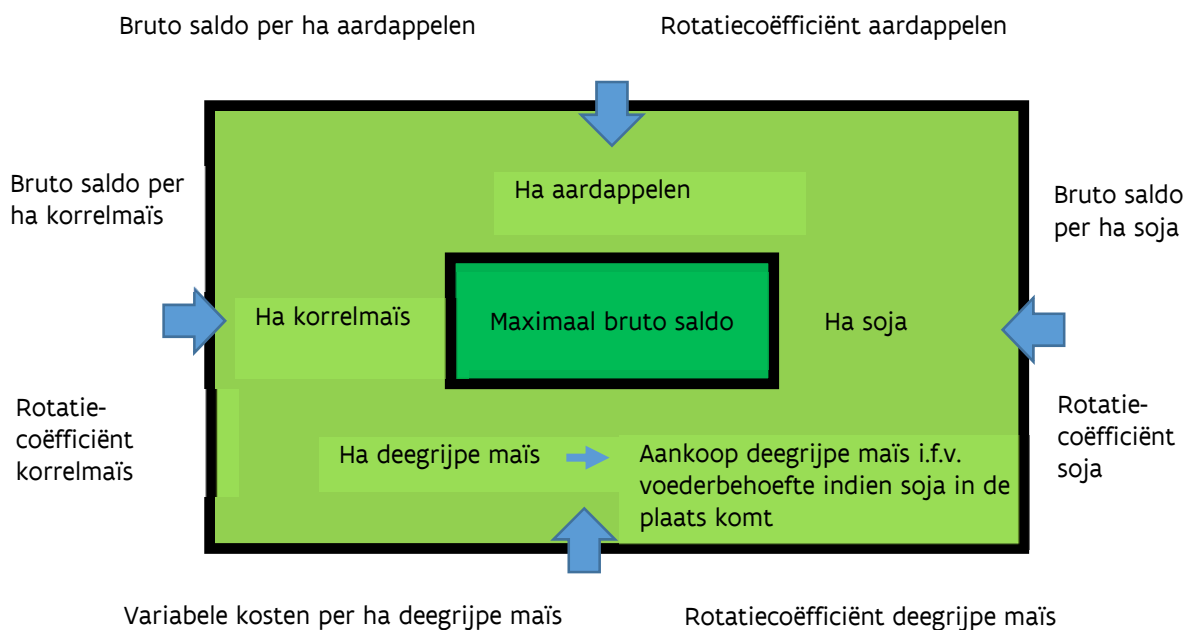 Bruto saldo per ha aardappelen
Rotatiecoëfficiënt aardappelen
Bruto saldo per
ha korrelmaïs
Ha aardappelen
Bruto saldo
per ha soja
Ha korrelmaïs
Maximaal bruto saldo
Ha soja
Rotatie-
coëfficiënt
korrelmaïs
Rotatie-
coëfficiënt
soja
Ha deegrijpe maïs
Aankoop deegrijpe maïs i.f.v.
voederbehoefte indien soja in de
plaats komt
Variabele kosten per ha deegrijpe maïs
Rotatiecoëfficiënt deegrijpe maïs